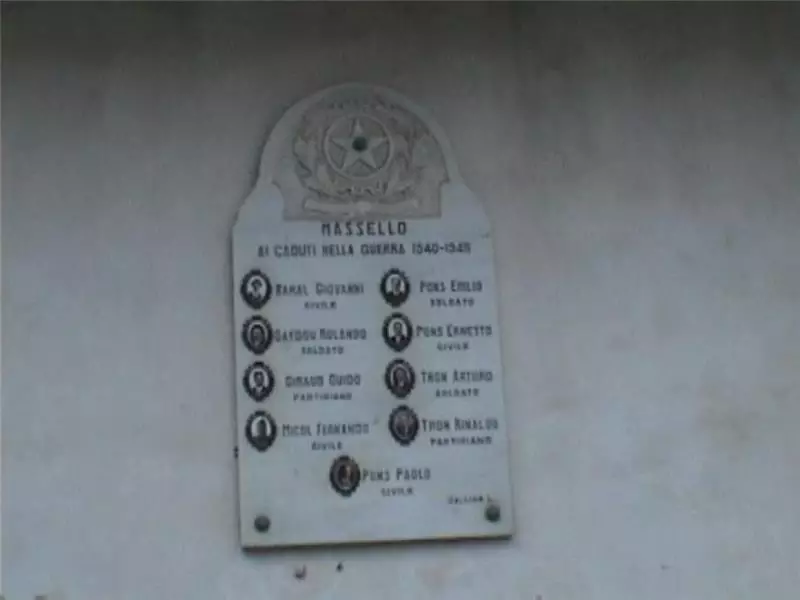 MASSELLO
AI CADUTI NELLA GUERRA 1940-1945
GIOVANNI
CIVILE
PONS EMILIO
SOLDATO
GAYDOU ROLANDO
SOLDATO
PONS ERNESTO
CIVILE
GIRAUD GUIDO
PARTIGIANO
TRON ARTURO
SOLDATO
MICOL FERNANDO
CIVILE
TRON RINALDO
PARTIGIANO
PONS PAOLO
CIVILE